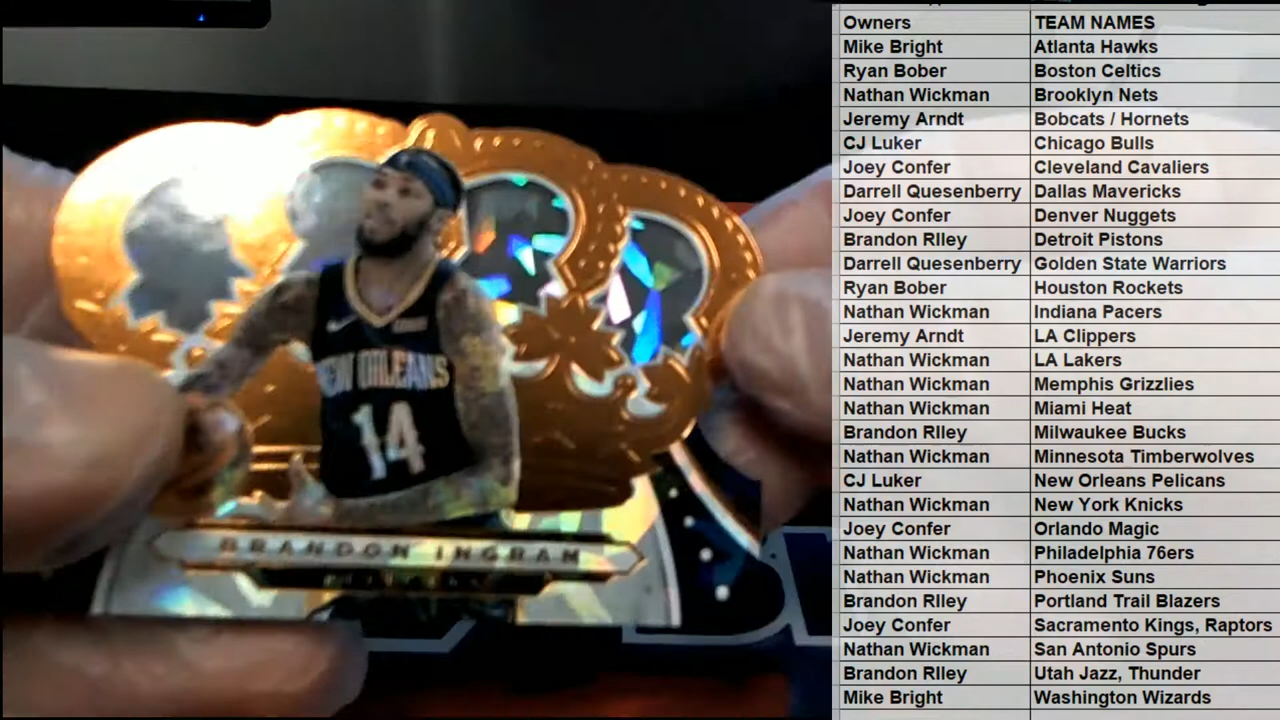 NEW ORLEANS
14
BRANDON INGRAM
Owners TEAM NAMES
Mike Bright Atlanta Hawks
Ryan Bober Boston Celtics
Nathan Wickman Brooklyn Nets
Jeremy Arndt Bobcats / Hornets
CJ Luker Chicago Bulls
Joey Confer Cleveland Cavaliers
Darrell Quesenberry Dallas Mavericks
Joey Confer Denver Nuggets
Brandon RIley Detroit Pistons
Darrell Quesenberry Golden State Warriors
Ryan Bober Houston Rockets
Nathan Wickman Indiana Pacers
Jeremy Arndt LA Clippers
Nathan Wickman LA Lakers
Nathan Wickman Memphis Grizzlies
Nathan Wickman Miami Heat
Brandon RIley Milwaukee Bucks
Nathan Wickman Minnesota Timberwolves
CJ Luker New Orleans Pelicans
Nathan Wickman New York Knicks
Joey Confer Orlando Magic
Nathan Wickman Philadelphia 76ers
Nathan Wickman Phoenix Suns
Brandon RIley Portland Trail Blazers
Joey Confer Sacramento Kings, Raptors
Nathan Wickman San Antonio Spurs
Brandon RIley Utah Jazz, Thunder
Mike Bright Washington Wizards